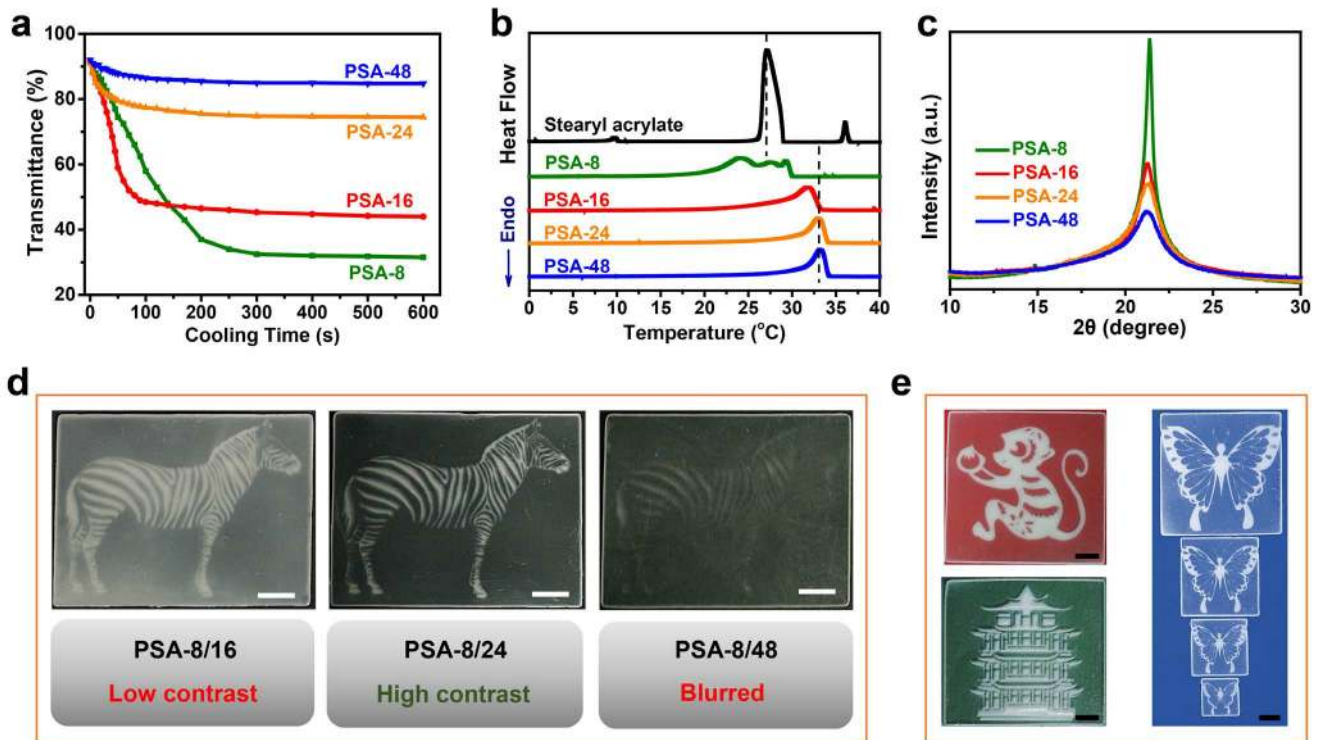 a
100
80
60
40
20
Transmittance (%)
PSA-48
PSA-24
PSA-16
PSA-8
0 100 200 300 400 500 600
Cooling Time (s)
b
Heat Flow
Endo
Stearyl acrylate
PSA-8
PSA-16
PSA-24
PSA-48
0 5 10 15 20 25 30 35 40
Temperature (°C)
c
Intensity (a.u.)
PSA-8
PSA-16
PSA-24
PSA-48
10 15 20 25 30
2θ (degree)
d
PSA-8/16
Low contrast
PSA-8/24
High contrast
PSA-8/48
Blurred
e